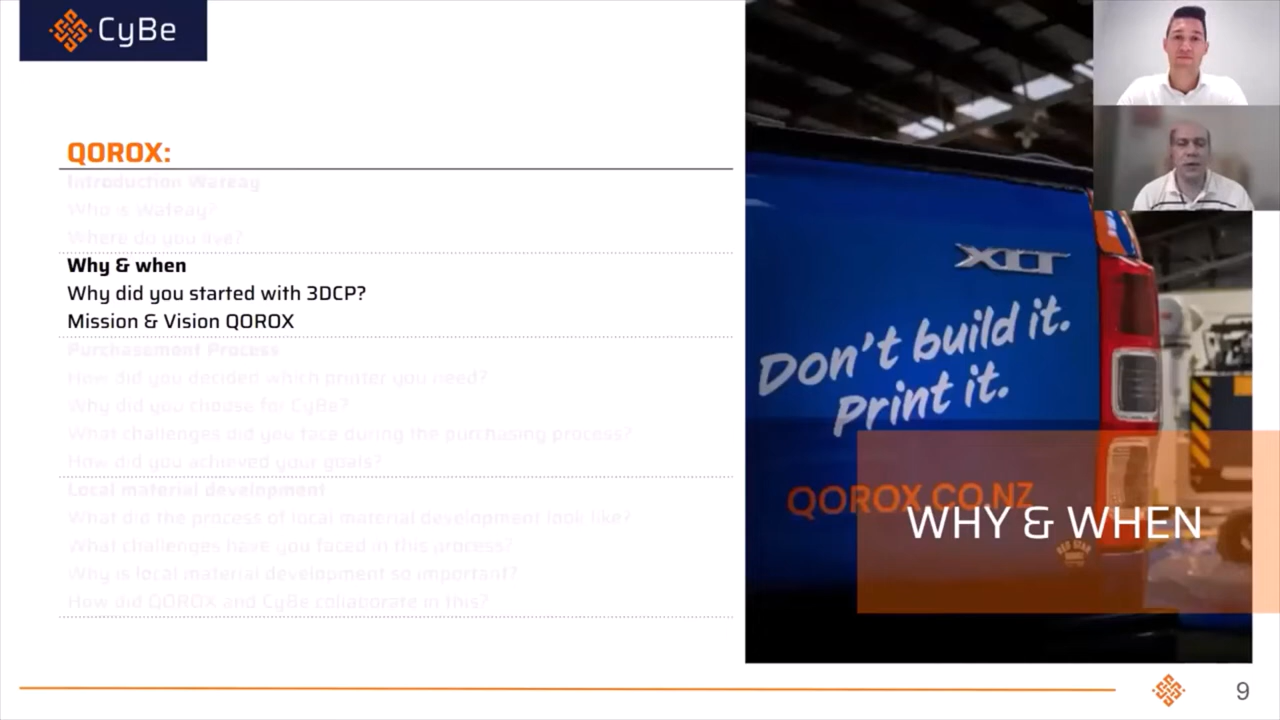 CyBe
QOROX:
Introduction Wafeay
Who is Wafeay?
Where do you live?
Why & when
Why did you started with 3DCP?
Mission & Vision QOROX
Purchasement Process
How did you decided which printer you need?
Why did you choose for CyBe?
What challenges did you face during the purchasing process?
How did you achieved your goals?
Local material development
What did the process of local material development look like?
What challenges have you faced in this process?
Why is local material development so important?
How did QOROX and CyBe collaborate in this?
XLT
Don't build it.
Print it.
QOROX.CO.NZ
WHY & WHEN
9